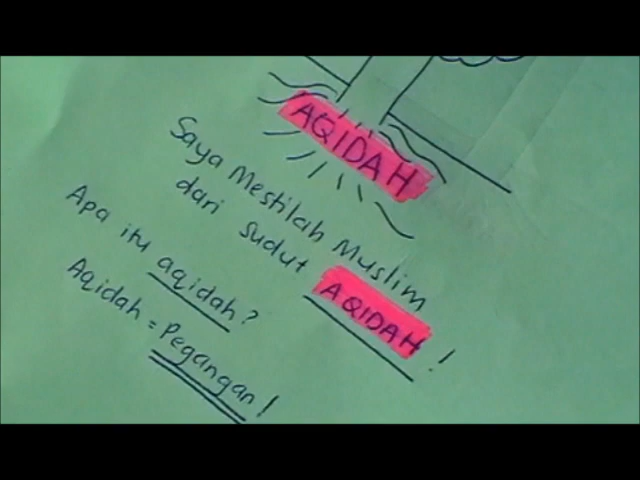 AQIDAH
Saya Mestilah Muslim
dari sudut AQIDAH!
Apa itu aqidah?
Aqidah = Pegangan!